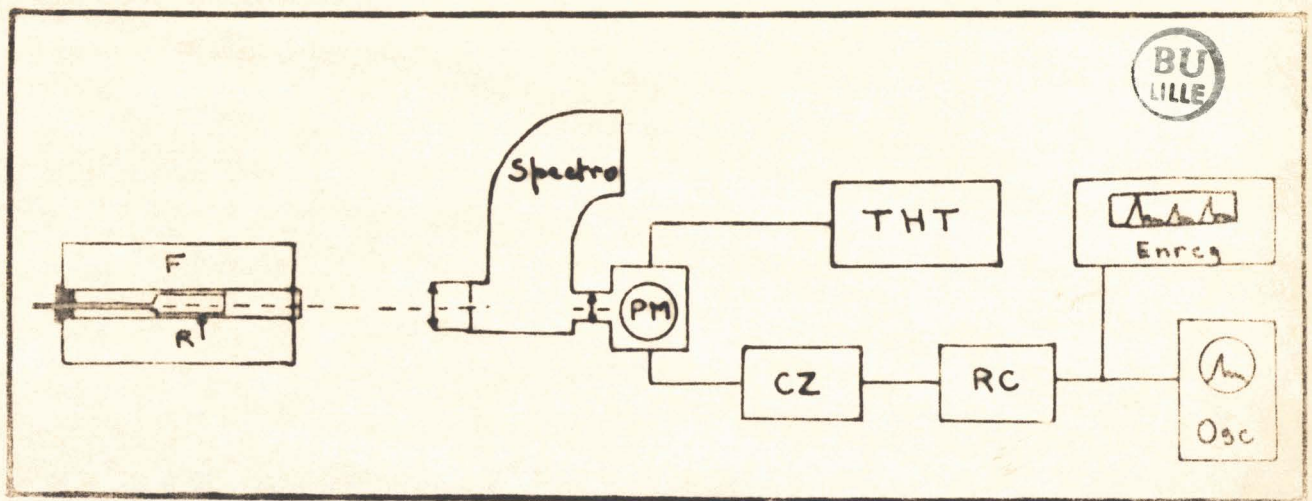 BU
LILLE
Spectro
THT
Enreg
F
R
PM
CZ
RC
Osc